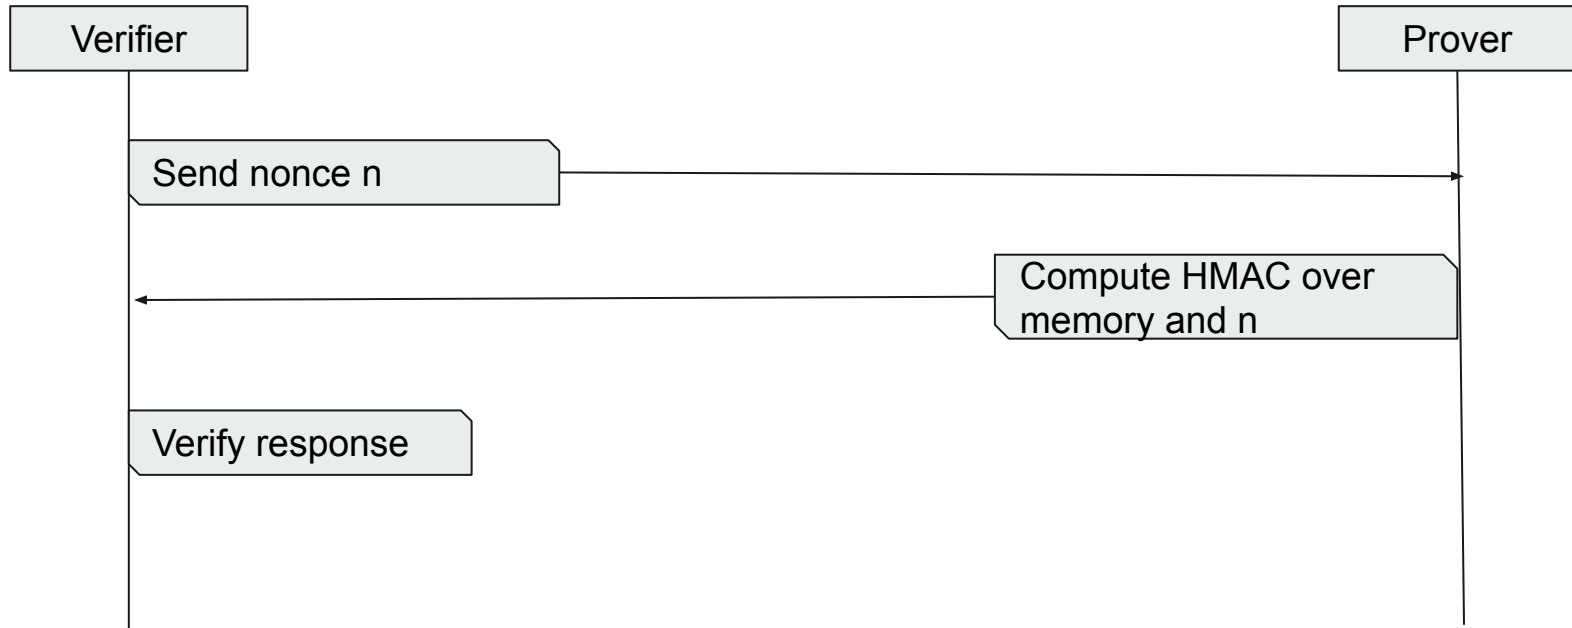 Verifier
Prover
Send nonce n
Compute HMAC over
memory and n
Verify response